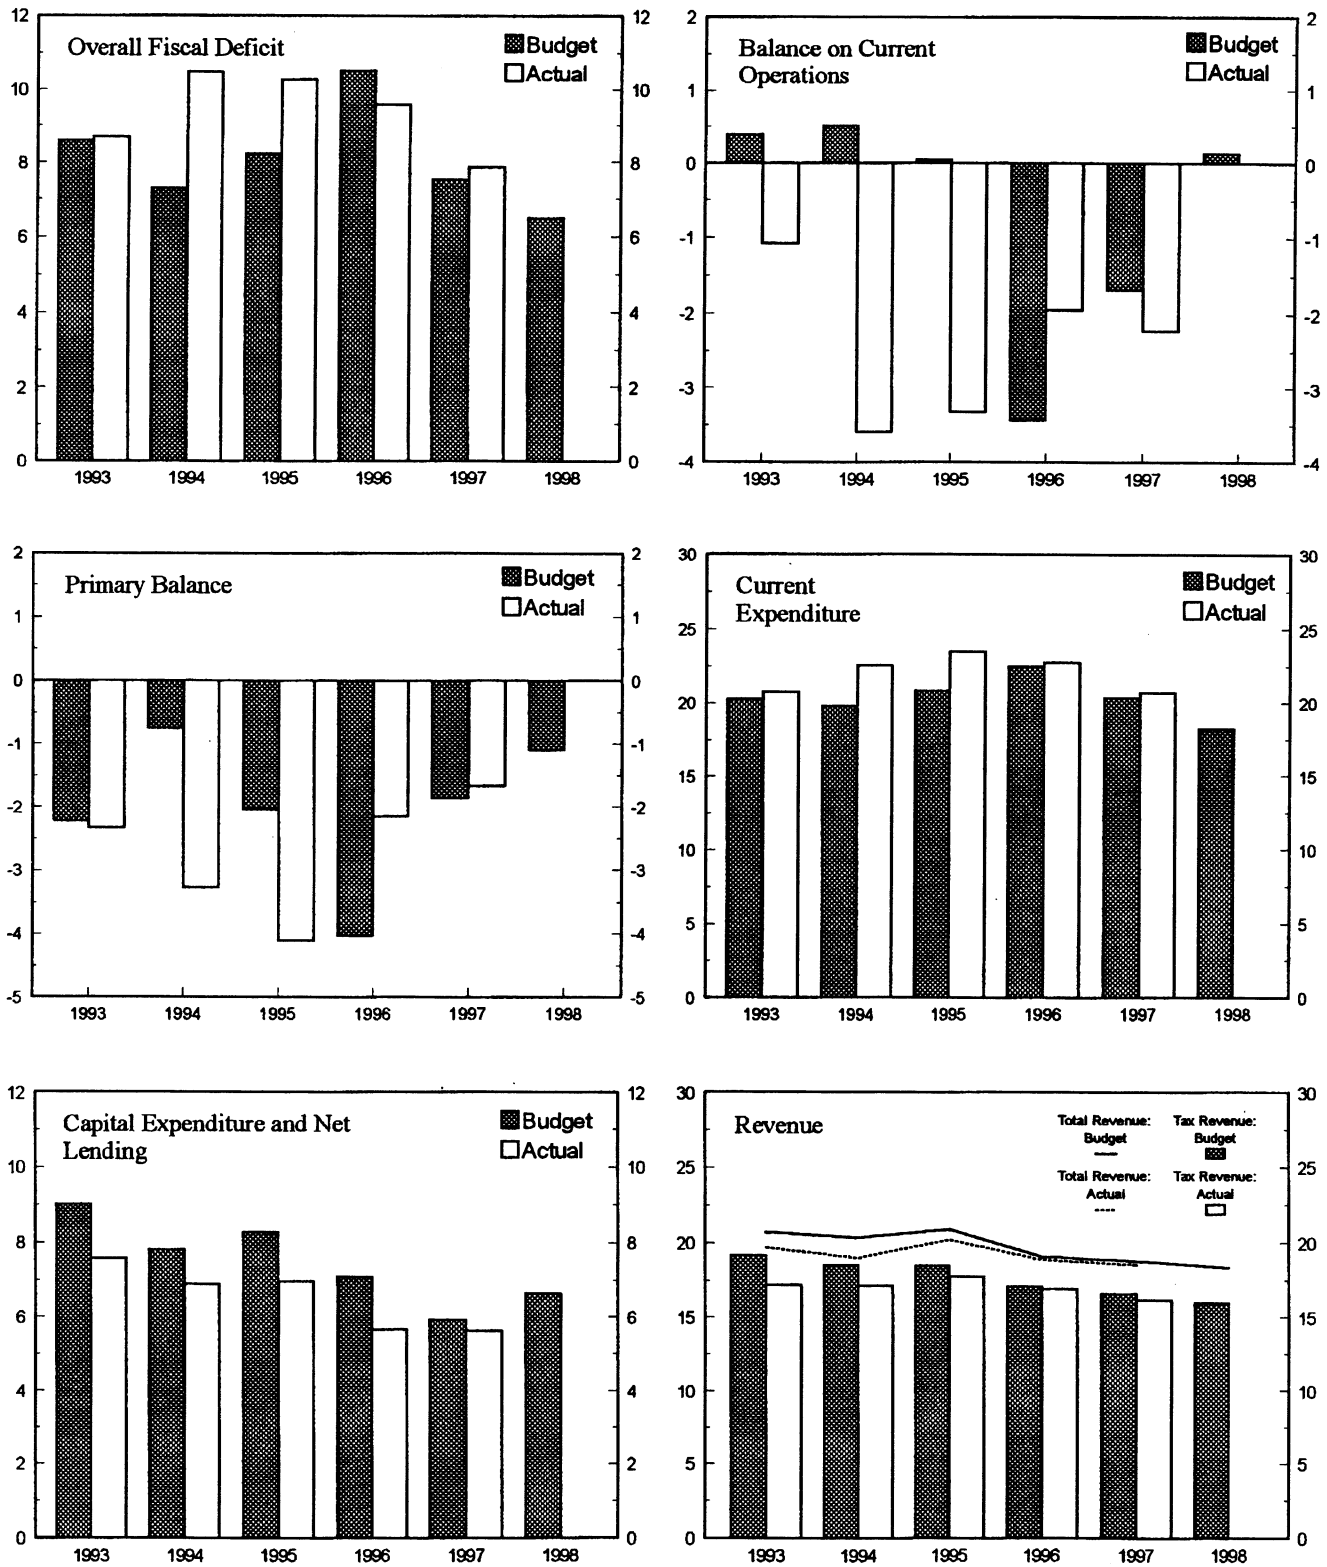 Overall Fiscal Deficit
Budget
Actual
12
10
8
6
4
2
0
12
10
8
6
4
2
0
1993 1994 1995 1996 1997 1998
Balance on Current
Operations
Budget
Actual
2
1
0
-1
-2
-3
-4
2
1
0
-1
-2
-3
-4
1993 1994 1995 1996 1997 1998
Primary Balance
Budget
Actual
2
1
0
-1
-2
-3
-4
-5
2
1
0
-1
-2
-3
-4
-5
1993 1994 1995 1996 1997 1998
Current
Expenditure
Budget
Actual
30
25
20
15
10
5
0
30
25
20
15
10
5
0
1993 1994 1995 1996 1997 1998
Capital Expenditure and Net
Lending
Budget
Actual
12
10
8
6
4
2
0
12
10
8
6
4
2
0
1993 1994 1995 1996 1997 1998
Revenue
Total Revenue: Tax Revenue:
Budget Budget
Total Revenue: Tax Revenue:
Actual Actual
30
25
20
15
10
5
0
30
25
20
15
10
5
0
1993 1994 1995 1996 1997 1998